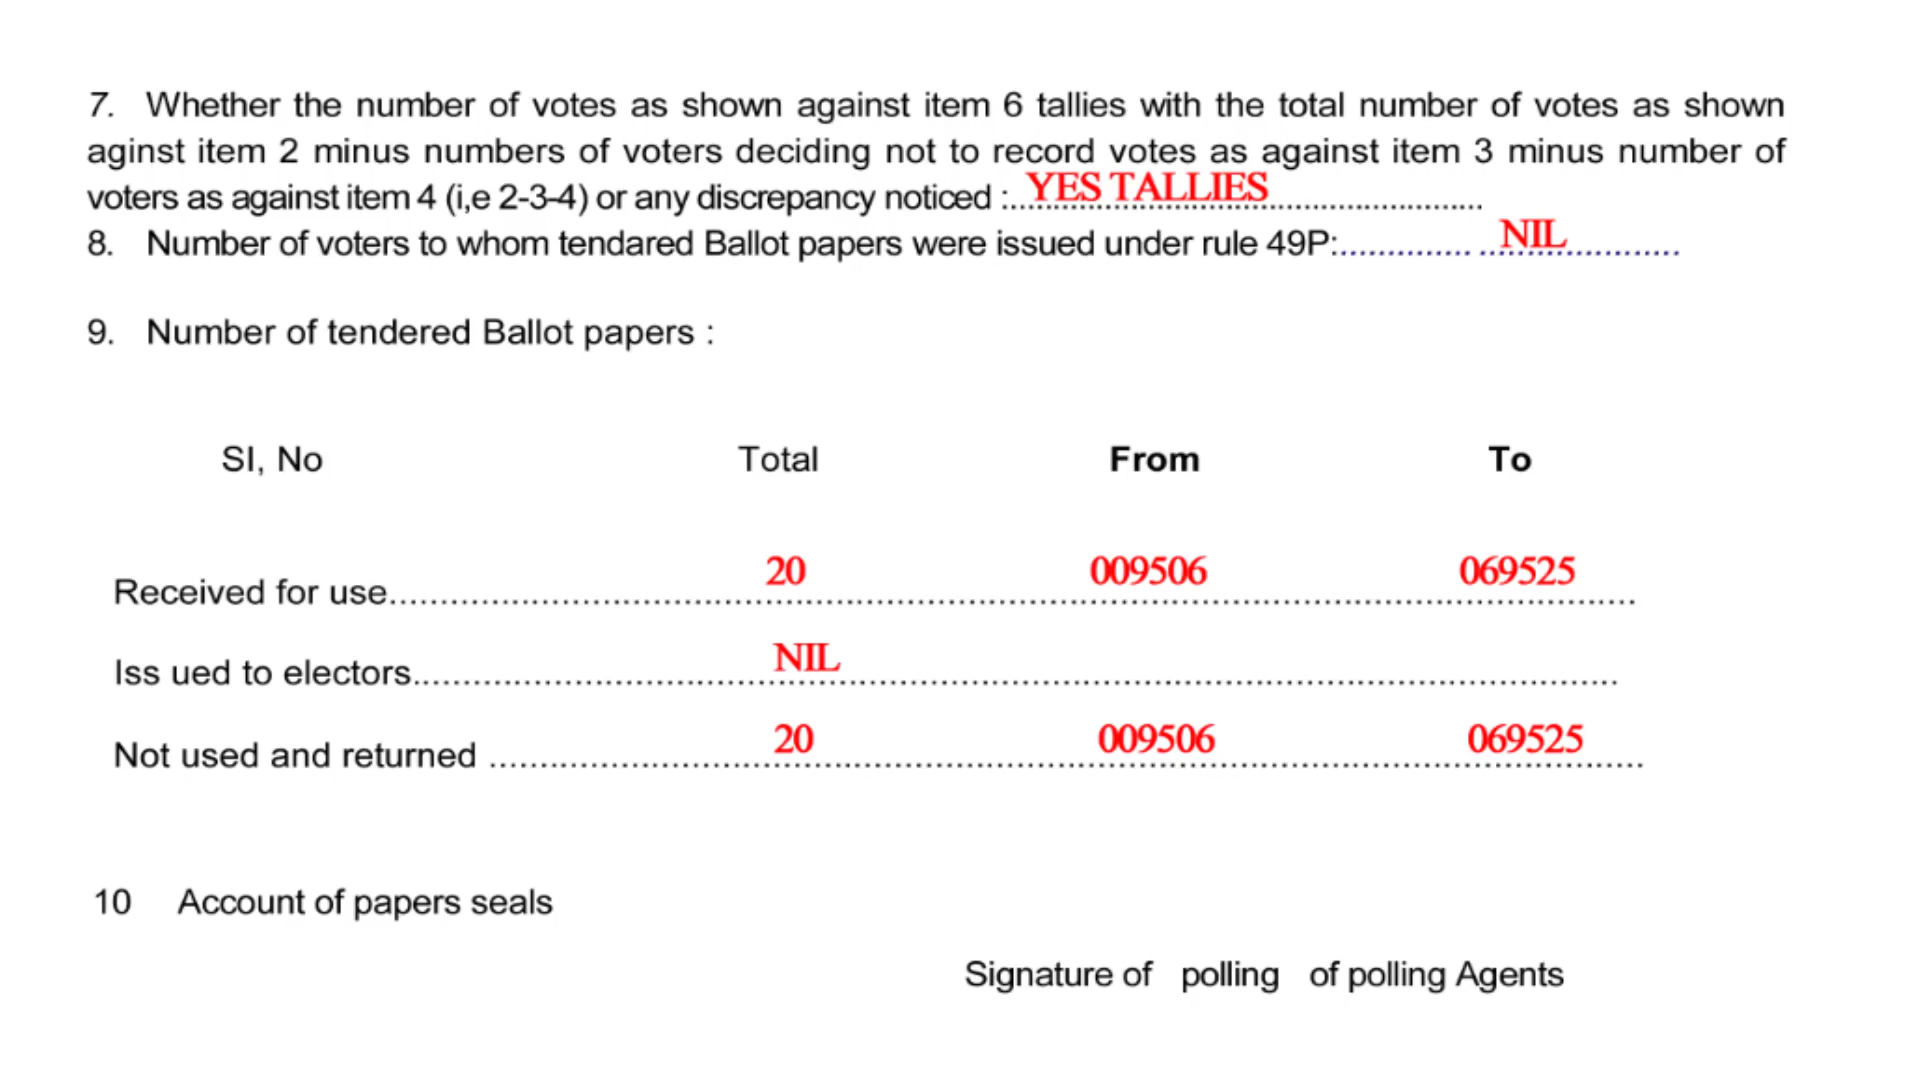 7. Whether the number of votes as shown against item 6 tallies with the total number of votes as shown
aginst item 2 minus numbers of voters deciding not to record votes as against item 3 minus number of
voters as against item 4 (i,e 2-3-4) or any discrepancy noticed :..YES TALLIES..............................
8. Number of voters to whom tendared Ballot papers were issued under rule 49P:.............. ..NIL....................
9. Number of tendered Ballot papers :
SI, No Total From To
Received for use.................... 20 009506 069525
Iss ued to electors.................... NIL
Not used and returned .................... 20 009506 069525
10 Account of papers seals
Signature of polling of polling Agents